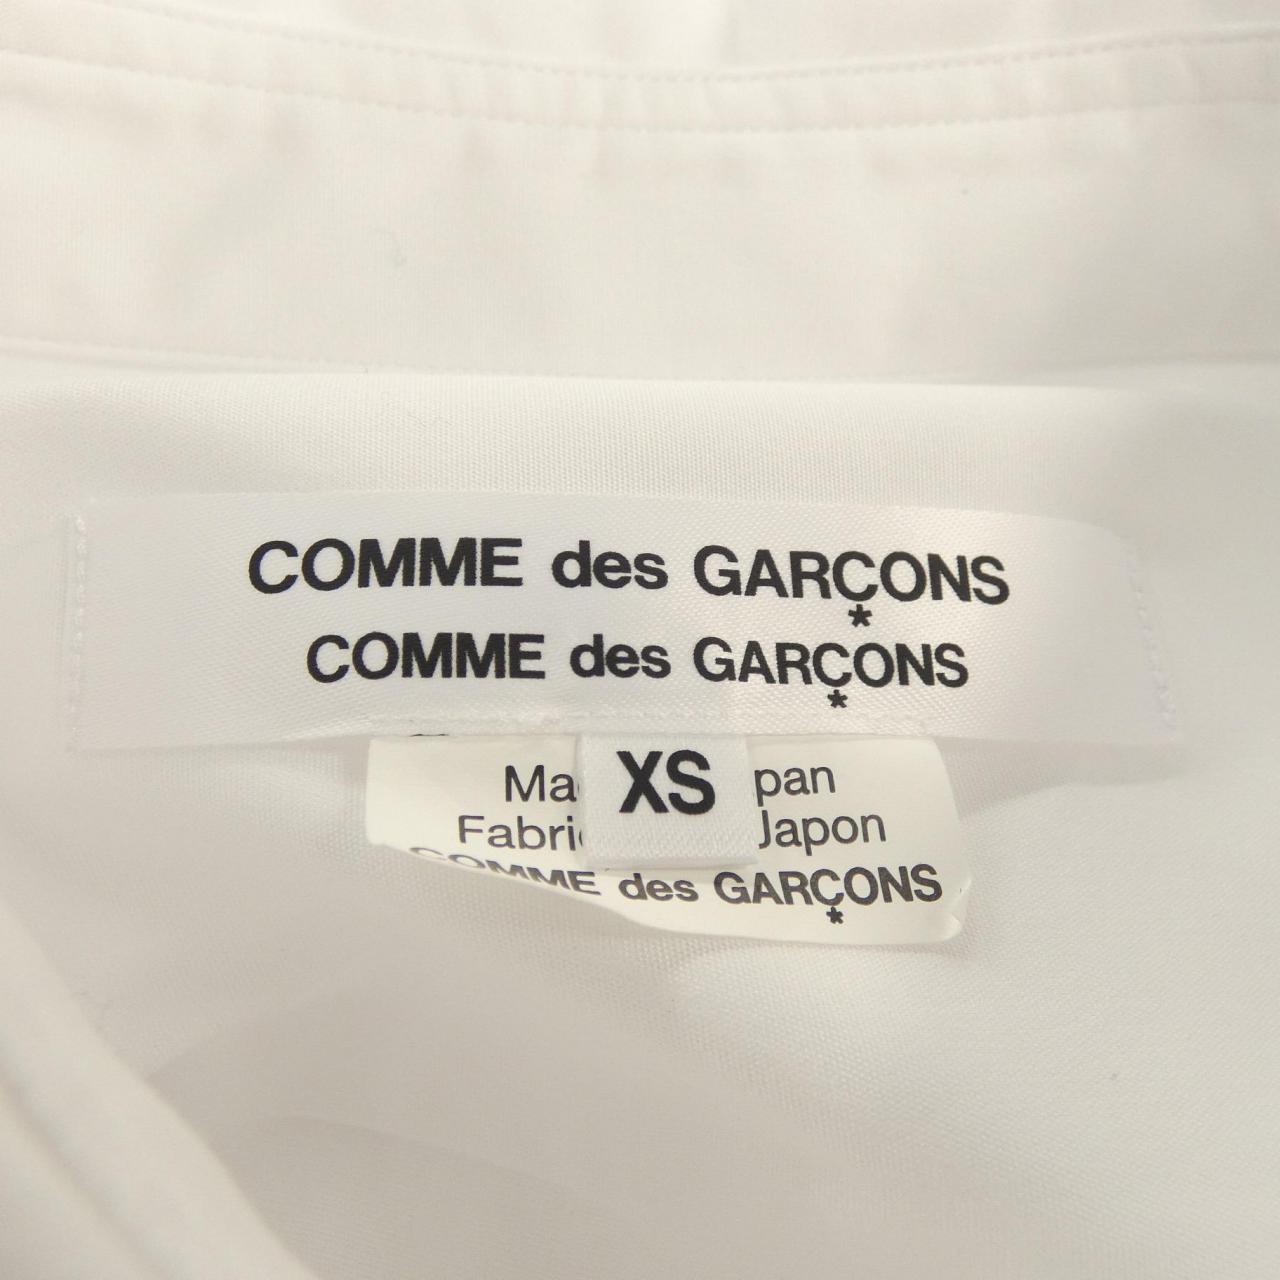 COMME des GARÇONS
COMME des GARÇONS
XS
Ma pan
Fabri Japon
COMME des GARÇONS